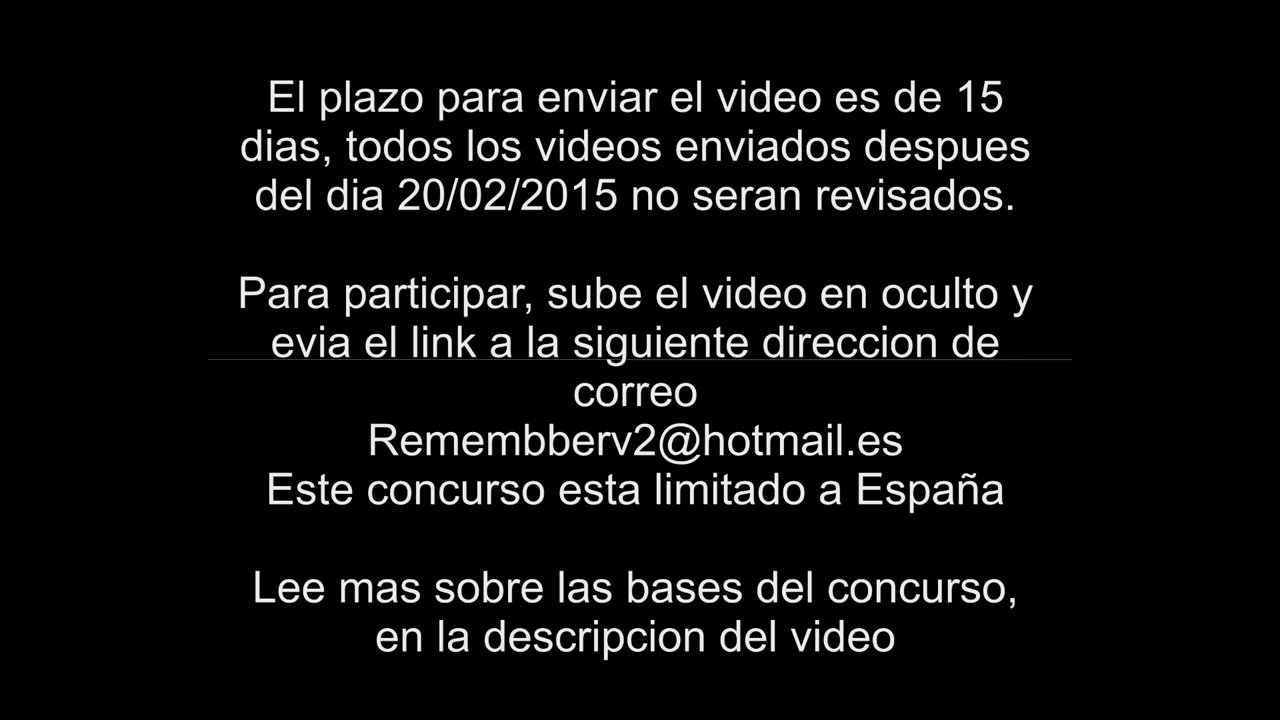 El plazo para enviar el video es de 15
dias, todos los videos enviados despues
del dia 20/02/2015 no seran revisados.
Para participar, sube el video en oculto y
evia el link a la siguiente direccion de
correo
Remembberv2@hotmail.es
Este concurso esta limitado a España
Lee mas sobre las bases del concurso,
en la descripcion del video